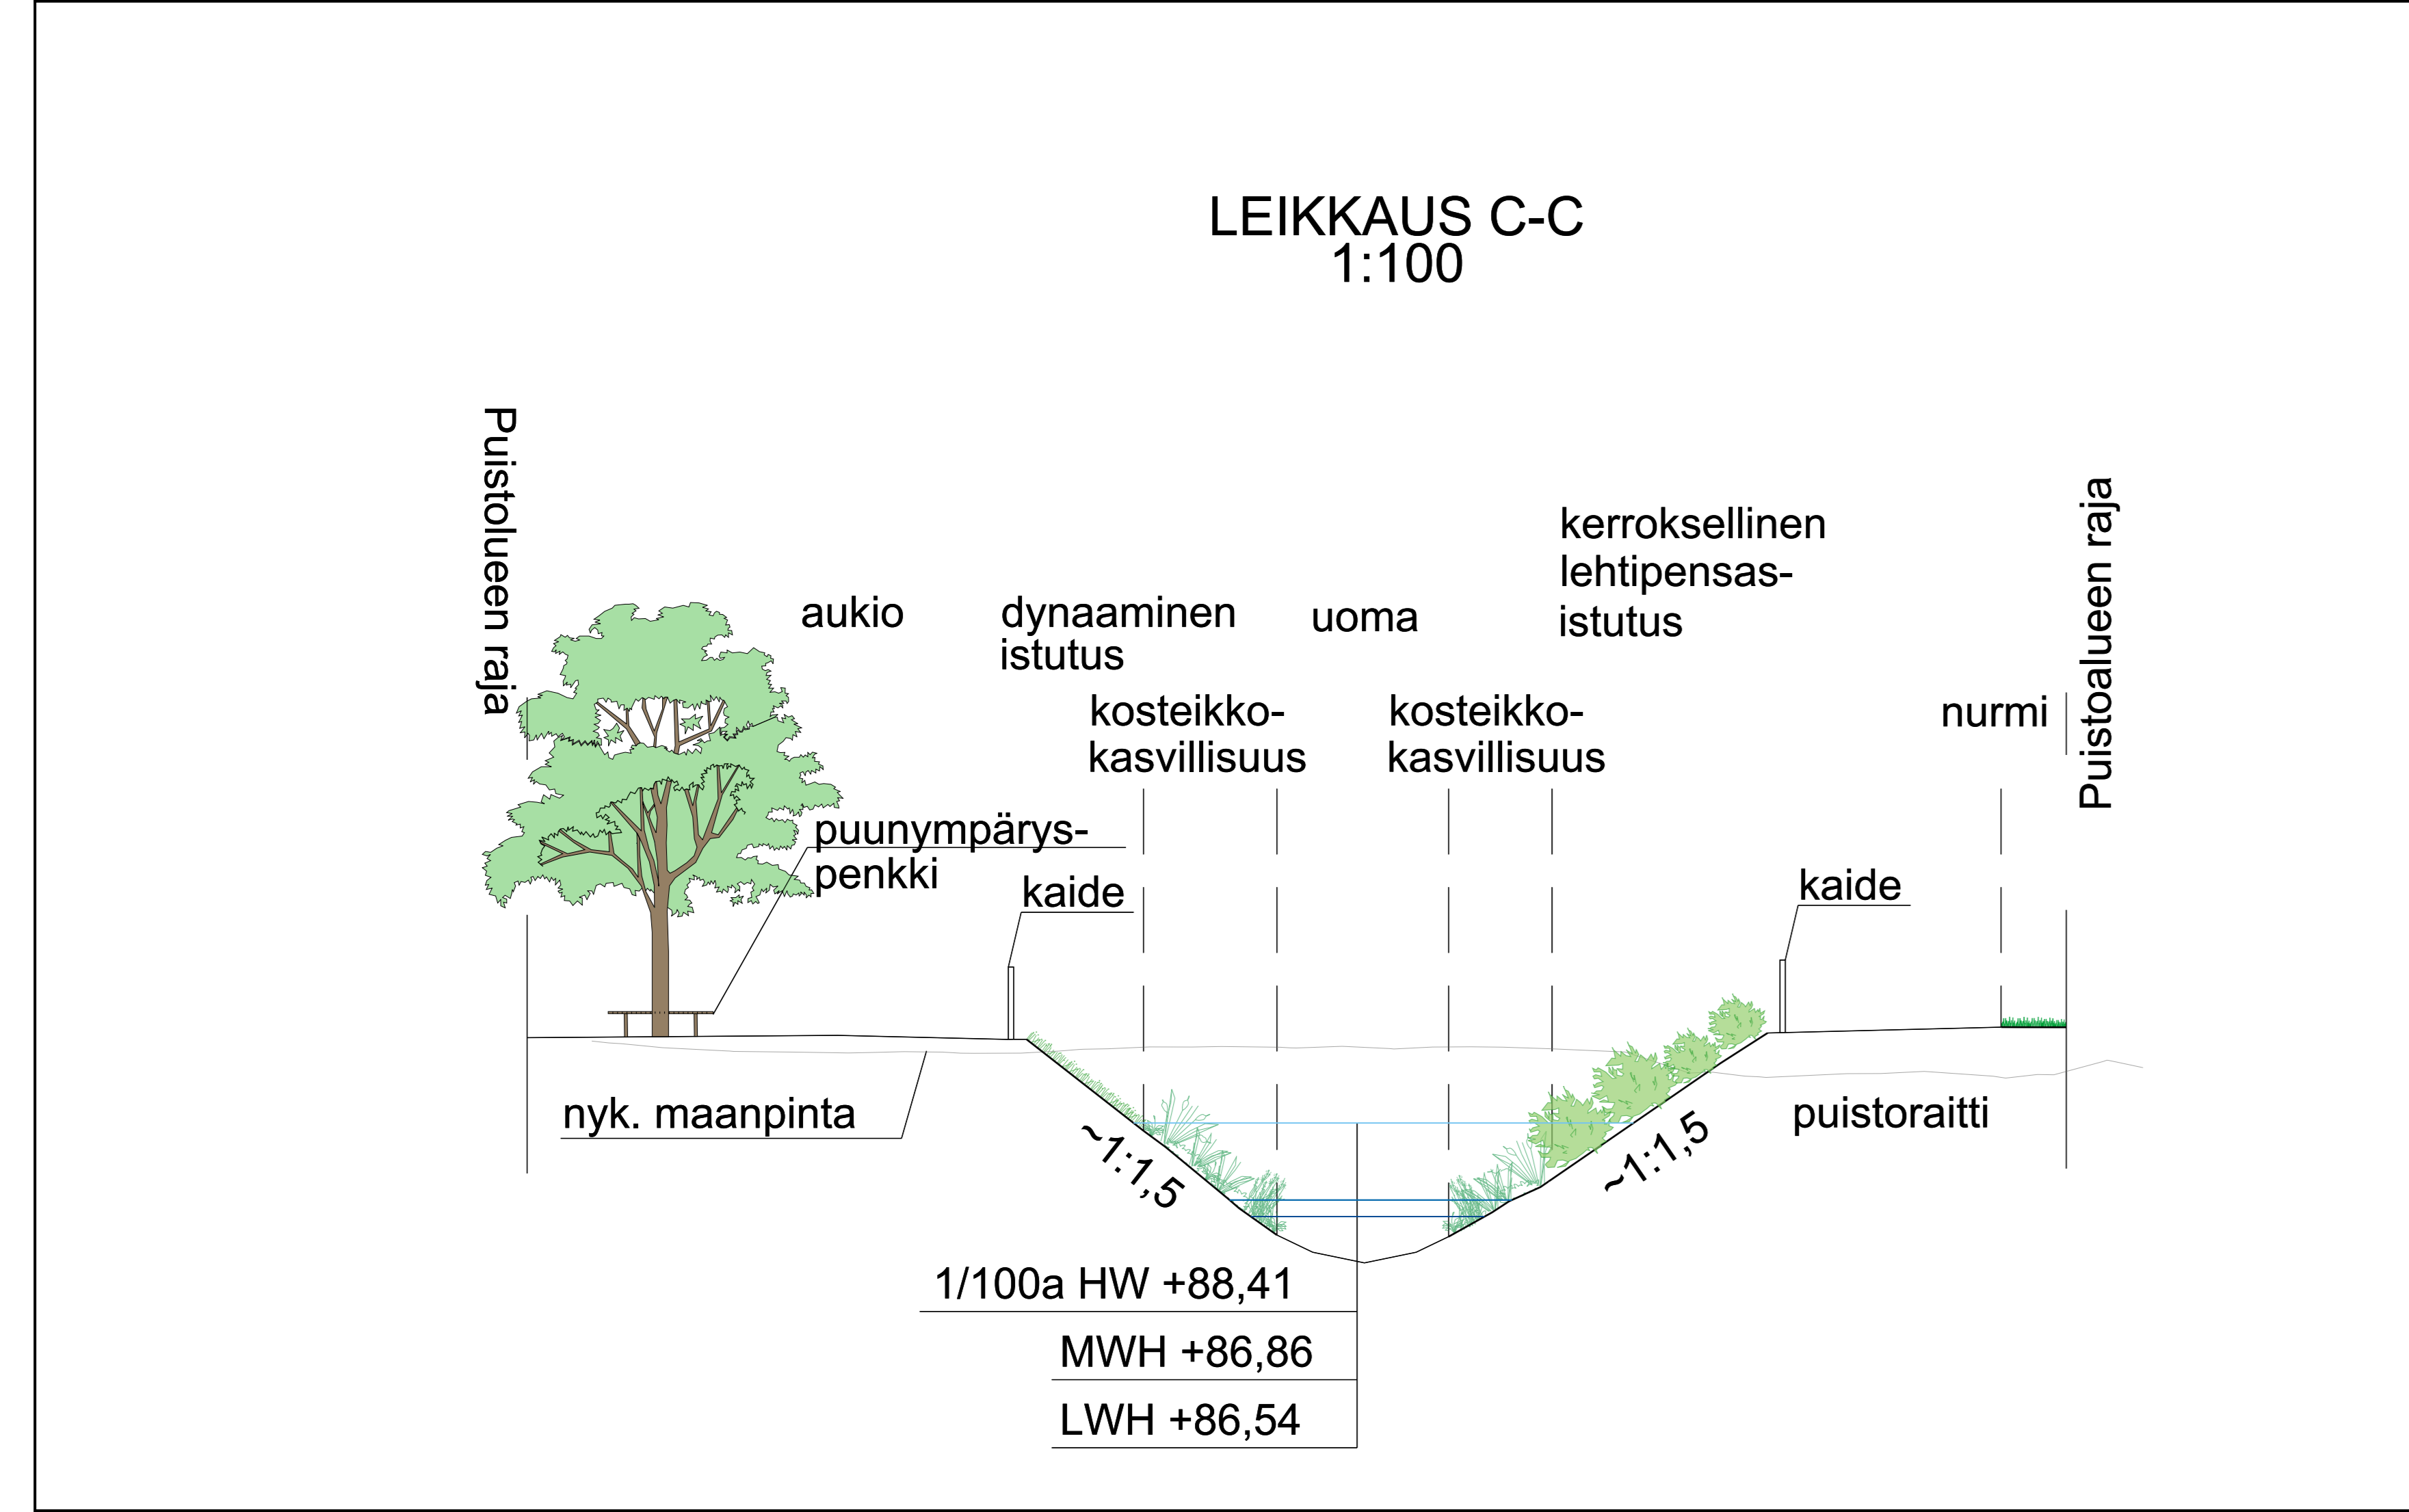 LEIKKAUS C-C
1:100
Puistolueen raja
aukio
dynaaminen
istutus
uoma
kerroksellinen
lehtipensas-
istutus
Puistoalueen raja
kosteikko-
kasvillisuus
kosteikko-
kasvillisuus
nurmi
puunympärys-
penkki
kaide
kaide
nyk. maanpinta
~1:1,5
~1:1,5
puistoraitti
1/100a HW +88,41
MWH +86,86
LWH +86,54